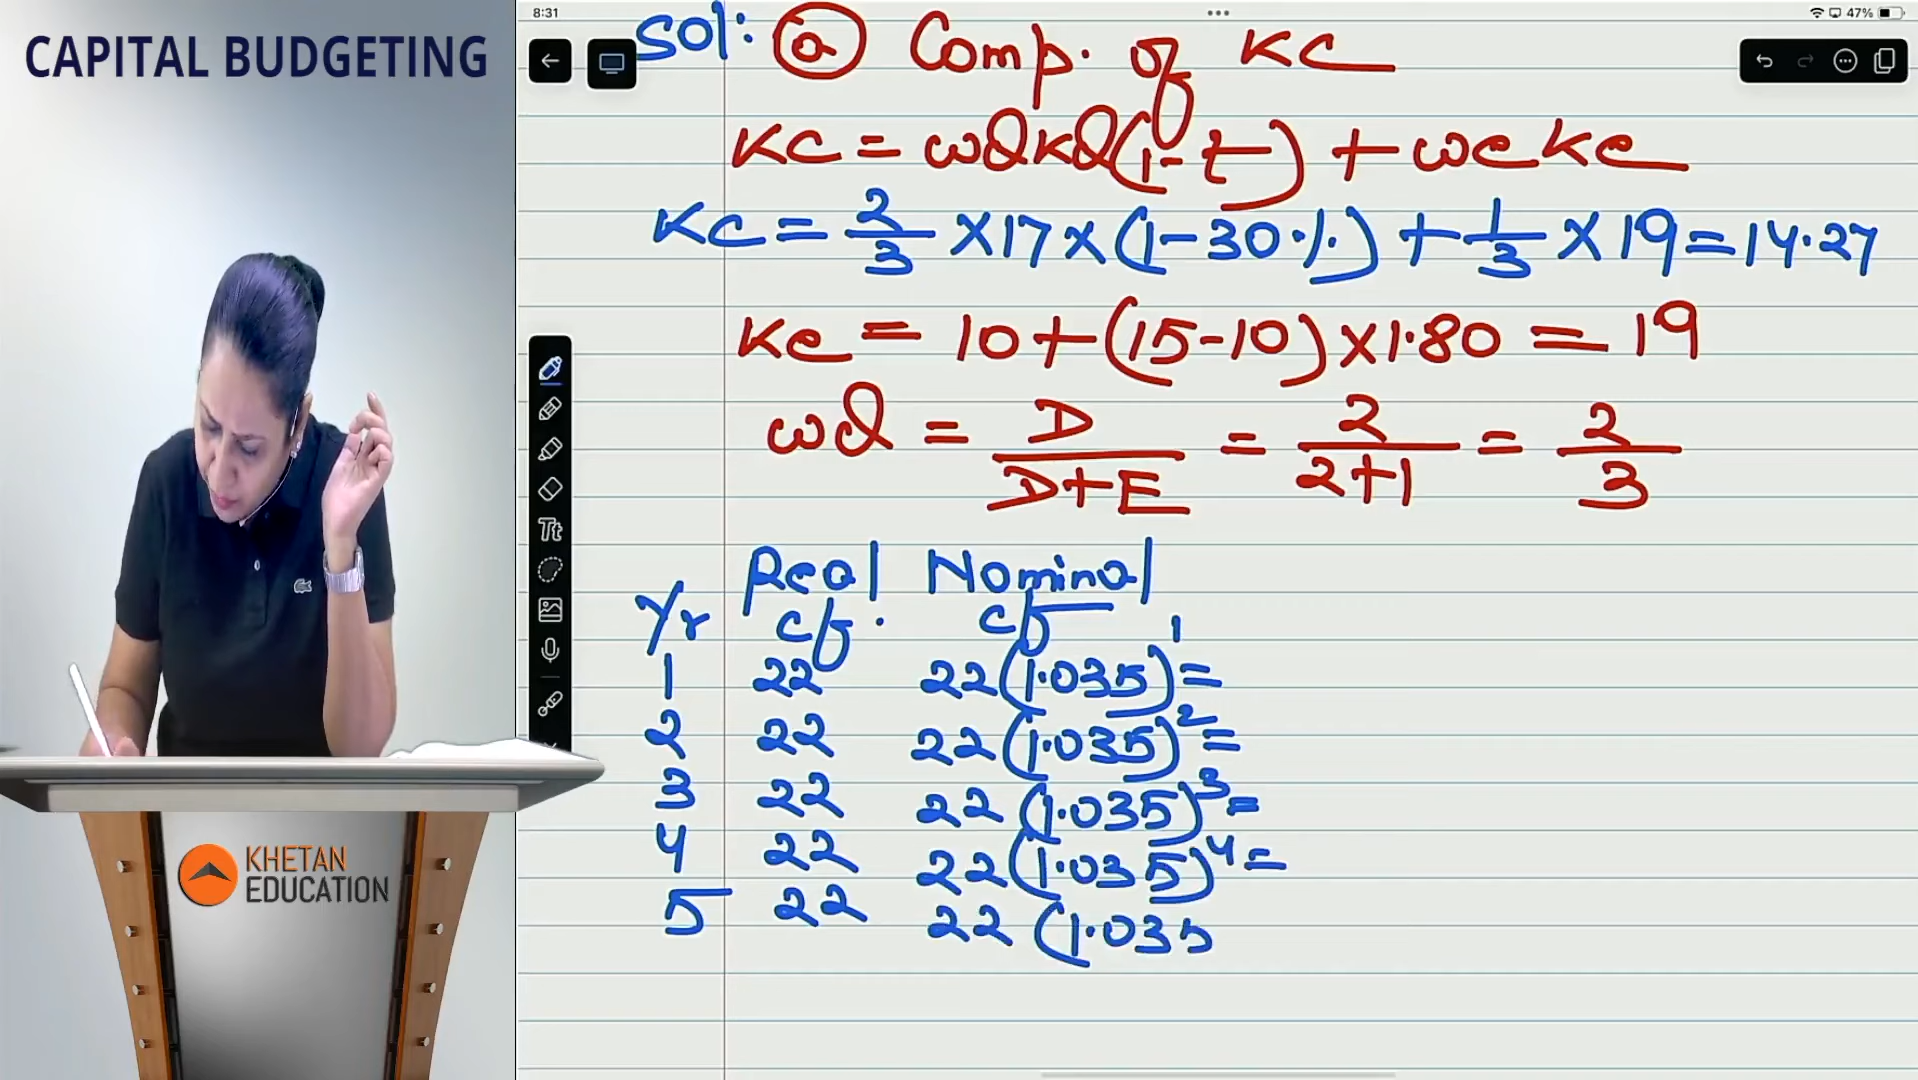 CAPITAL BUDGETING
8:31
47%
Sol: (a) Comp. of KC
KC = wdkd(1-t) + weke
KC = 2/3 ×17×(1-30%) + 1/3 ×19=14.27
Ke = 10+(15-10)×1.80 = 19
wd = D/D+E = 2/2+1 = 2/3
Yr Real Cf. Nominal Cf
1 22 22(1.035)^1=
2 22 22(1.035)^2=
3 22 22(1.035)^3=
4 22 22(1.035)^4=
5 22 22(1.035
Tt
KHETAN
EDUCATION